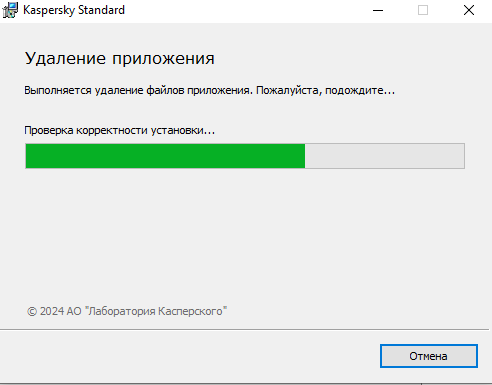 Kaspersky Standard
Удаление приложения
Выполняется удаление файлов приложения. Пожалуйста, подождите...
Проверка корректности установки...
© 2024 АО "Лаборатория Касперского"
Отмена